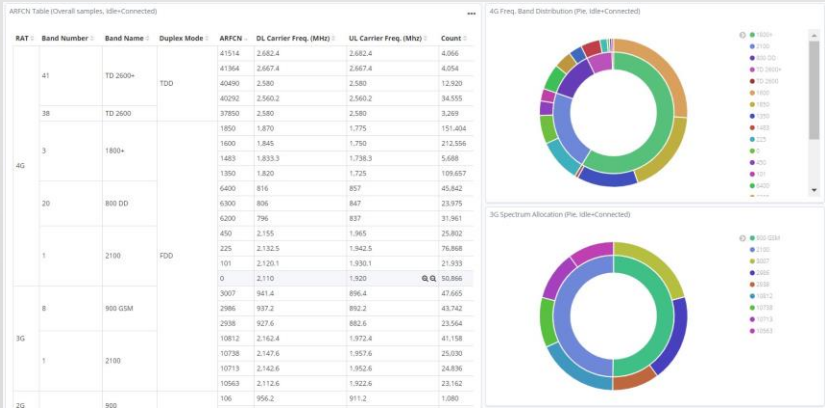 ARFCN Table (Overall samples, Idle+Connected)
RAT Band Number Band Name Duplex Mode ARFCN DL Carrier Freq. (MHz) UL Carrier Freq. (Mhz) Count
4G 41 TD 2600+ TDD 41514 2,682.4 2,682.4 4,066
41364 2,667.4 2,667.4 4,054
40490 2,580 2,580 12,920
40292 2,560.2 2,560.2 34,555
38 TD 2600 37850 2,580 2,580 3,269
3 1800+ FDD 1850 1,870 1,775 151,404
1600 1,845 1,750 212,556
1483 1,833.3 1,738.3 5,688
1350 1,820 1,725 109,657
20 800 DD 6400 816 857 45,842
6300 806 847 23,975
6200 796 837 31,961
1 2100 450 2,155 1,965 25,802
225 2,132.5 1,942.5 76,868
101 2,120.1 1,930.1 21,933
0 2,110 1,920 50,866
3G 8 900 GSM 3007 941.4 896.4 47,665
2986 937.2 892.2 43,742
2938 927.6 882.6 23,564
1 2100 10812 2,162.4 1,972.4 41,158
10738 2,147.6 1,957.6 25,030
10713 2,142.6 1,952.6 24,836
10563 2,112.6 1,922.6 23,162
2G 900 106 956.2 911.2 1,080
4G Freq. Band Distribution (Pie, Idle+Connected)
1800+
2100
800 DD
TD 2600+
TD 2600
1600
1850
1350
1483
225
0
450
101
6400
3G Spectrum Allocation (Pie, Idle+Connected)
900 GSM
2100
3007
2986
2938
10812
10738
10713
10563